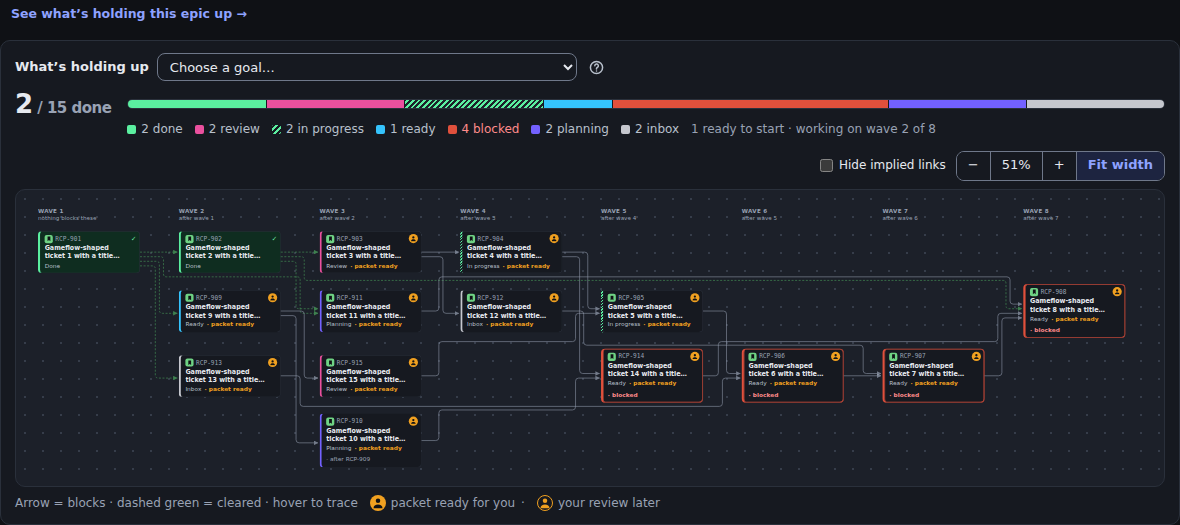 See what's holding this epic up →
What's holding up
Choose a goal...
2 / 15 done
2 done
2 review
2 in progress
1 ready
4 blocked
2 planning
2 inbox
1 ready to start · working on wave 2 of 8
Hide implied links
−
51%
+
Fit width
WAVE 1
nothing blocks these
WAVE 2
after wave 1
WAVE 3
after wave 2
WAVE 4
after wave 3
WAVE 5
after wave 4
WAVE 6
after wave 5
WAVE 7
after wave 6
WAVE 8
after wave 7
RCP-901 ✓
Gameflow-shaped
ticket 1 with a title…
Done
RCP-902 ✓
Gameflow-shaped
ticket 2 with a title…
Done
RCP-903
Gameflow-shaped
ticket 3 with a title…
Review · packet ready
RCP-904
Gameflow-shaped
ticket 4 with a title…
In progress · packet ready
RCP-909
Gameflow-shaped
ticket 9 with a title…
Ready · packet ready
RCP-911
Gameflow-shaped
ticket 11 with a title…
Planning · packet ready
RCP-912
Gameflow-shaped
ticket 12 with a title…
Inbox · packet ready
RCP-905
Gameflow-shaped
ticket 5 with a title…
In progress · packet ready
RCP-908
Gameflow-shaped
ticket 8 with a title…
Ready · packet ready
· blocked
RCP-913
Gameflow-shaped
ticket 13 with a title…
Inbox · packet ready
RCP-915
Gameflow-shaped
ticket 15 with a title…
Review · packet ready
RCP-914
Gameflow-shaped
ticket 14 with a title…
Ready · packet ready
· blocked
RCP-906
Gameflow-shaped
ticket 6 with a title…
Ready · packet ready
· blocked
RCP-907
Gameflow-shaped
ticket 7 with a title…
Ready · packet ready
· blocked
RCP-910
Gameflow-shaped
ticket 10 with a title…
Planning · packet ready
· after RCP-909
Arrow = blocks · dashed green = cleared · hover to trace
packet ready for you ·
your review later